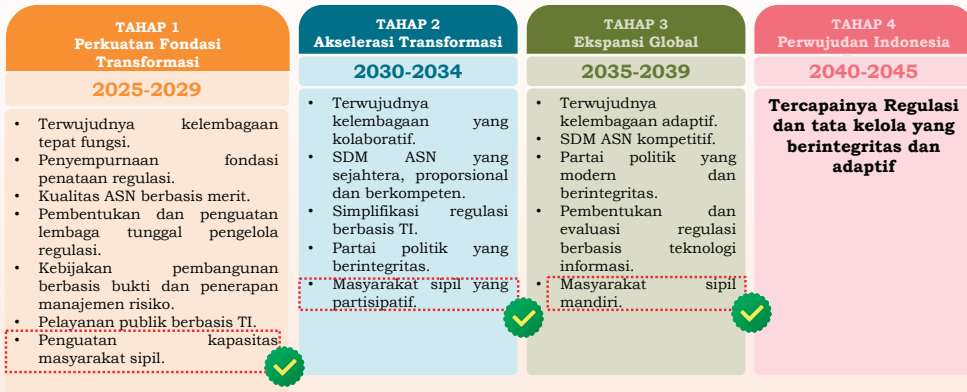 TAHAP 1
Perkuatan Fondasi
Transformasi
2025-2029
• Terwujudnya kelembagaan
tepat fungsi.
• Penyempurnaan fondasi
penataan regulasi.
• Kualitas ASN berbasis merit.
• Pembentukan dan penguatan
lembaga tunggal pengelola
regulasi.
• Kebijakan pembangunan
berbasis bukti dan penerapan
manajemen risiko.
• Pelayanan publik berbasis TI.
• Penguatan kapasitas
masyarakat sipil.
TAHAP 2
Akselerasi Transformasi
2030-2034
• Terwujudnya
kelembagaan yang
kolaboratif.
• SDM ASN yang
sejahtera, proporsional
dan berkompeten.
• Simplifikasi regulasi
berbasis TI.
• Partai politik yang
berintegritas.
• Masyarakat sipil yang
partisipatif.
TAHAP 3
Ekspansi Global
2035-2039
• Terwujudnya
kelembagaan adaptif.
• SDM ASN kompetitif.
• Partai politik yang
modern dan
berintegritas.
• Pembentukan dan
evaluasi regulasi
berbasis teknologi
informasi.
• Masyarakat sipil
mandiri.
TAHAP 4
Perwujudan Indonesia
2040-2045
Tercapainya Regulasi
dan tata kelola yang
berintegritas dan
adaptif